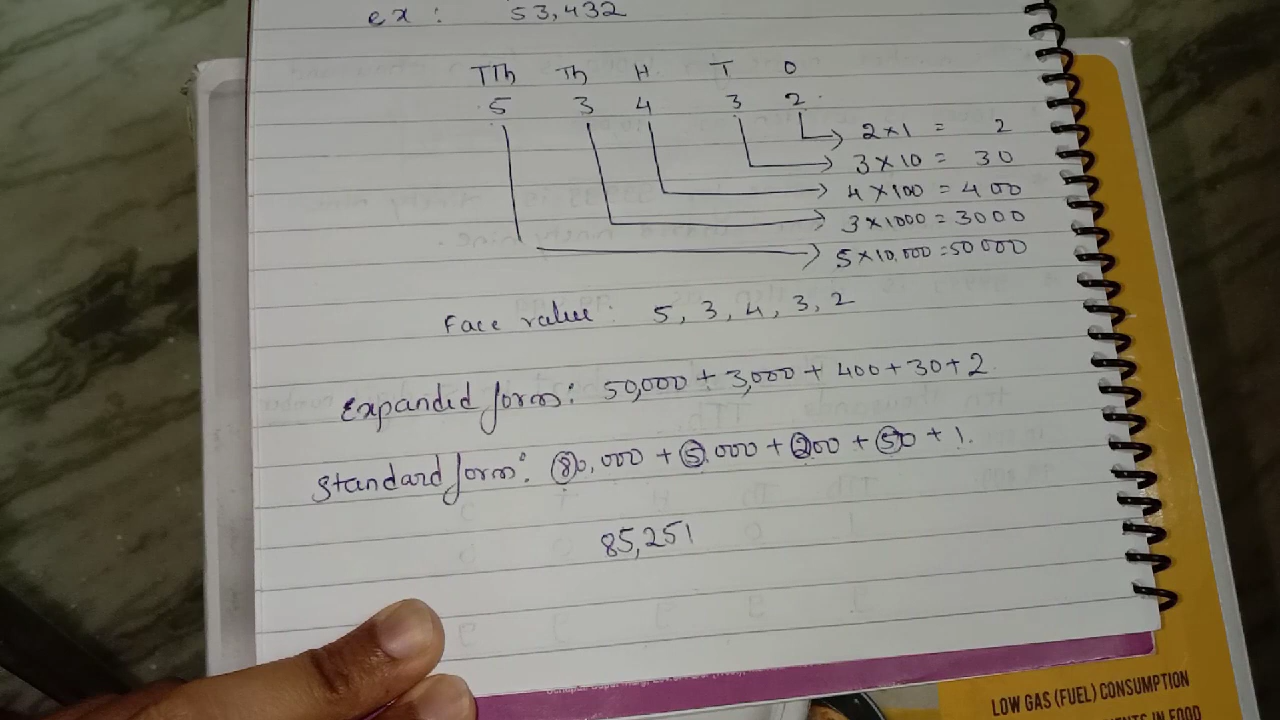 ex : 53,432
TTh Th H T O
5 3 4 3 2
2 × 1 = 2
3 × 10 = 30
4 × 100 = 400
3 × 1000 = 3000
5 × 10,000 = 50000
Face value : 5, 3, 4, 3, 2
Expanded form : 50,000 + 3,000 + 400 + 30 + 2
Standard form : 80,000 + 5,000 + 200 + 50 + 1.
85,251
LOW GAS (FUEL) CONSUMPTION
IN FOOD